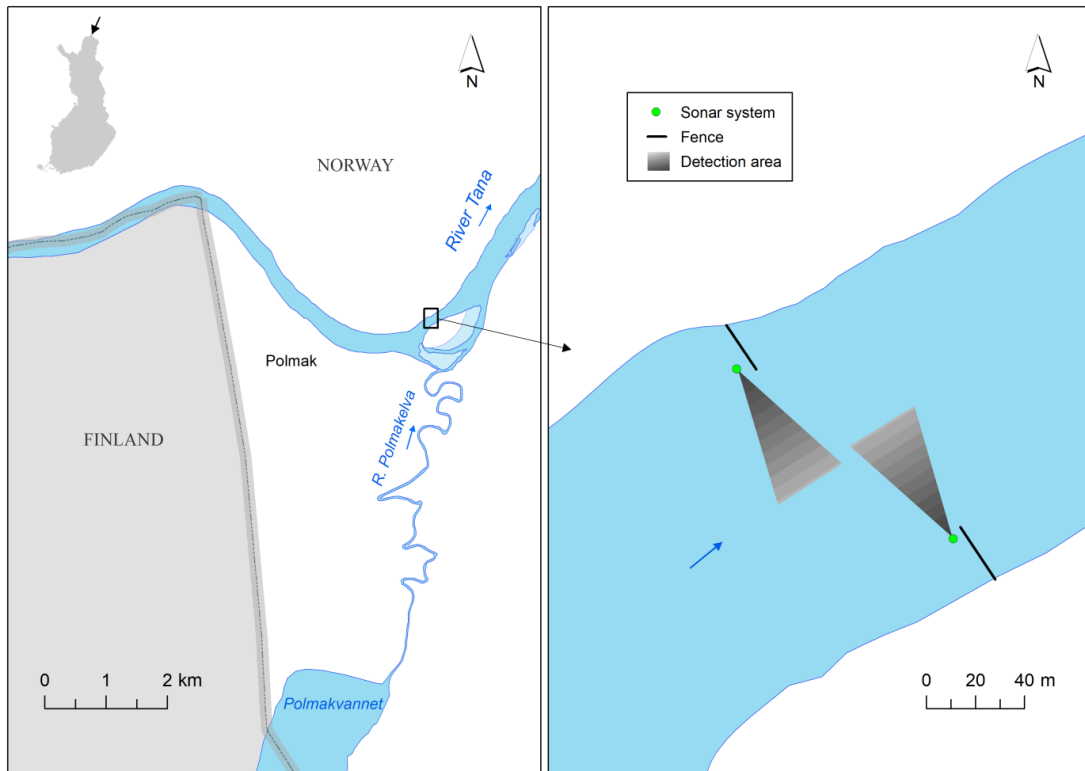 N
NORWAY
River Tana
Polmak
FINLAND
R. Polmakelva
0 1 2 km
Polmakvannet
N
Sonar system
Fence
Detection area
0 20 40 m